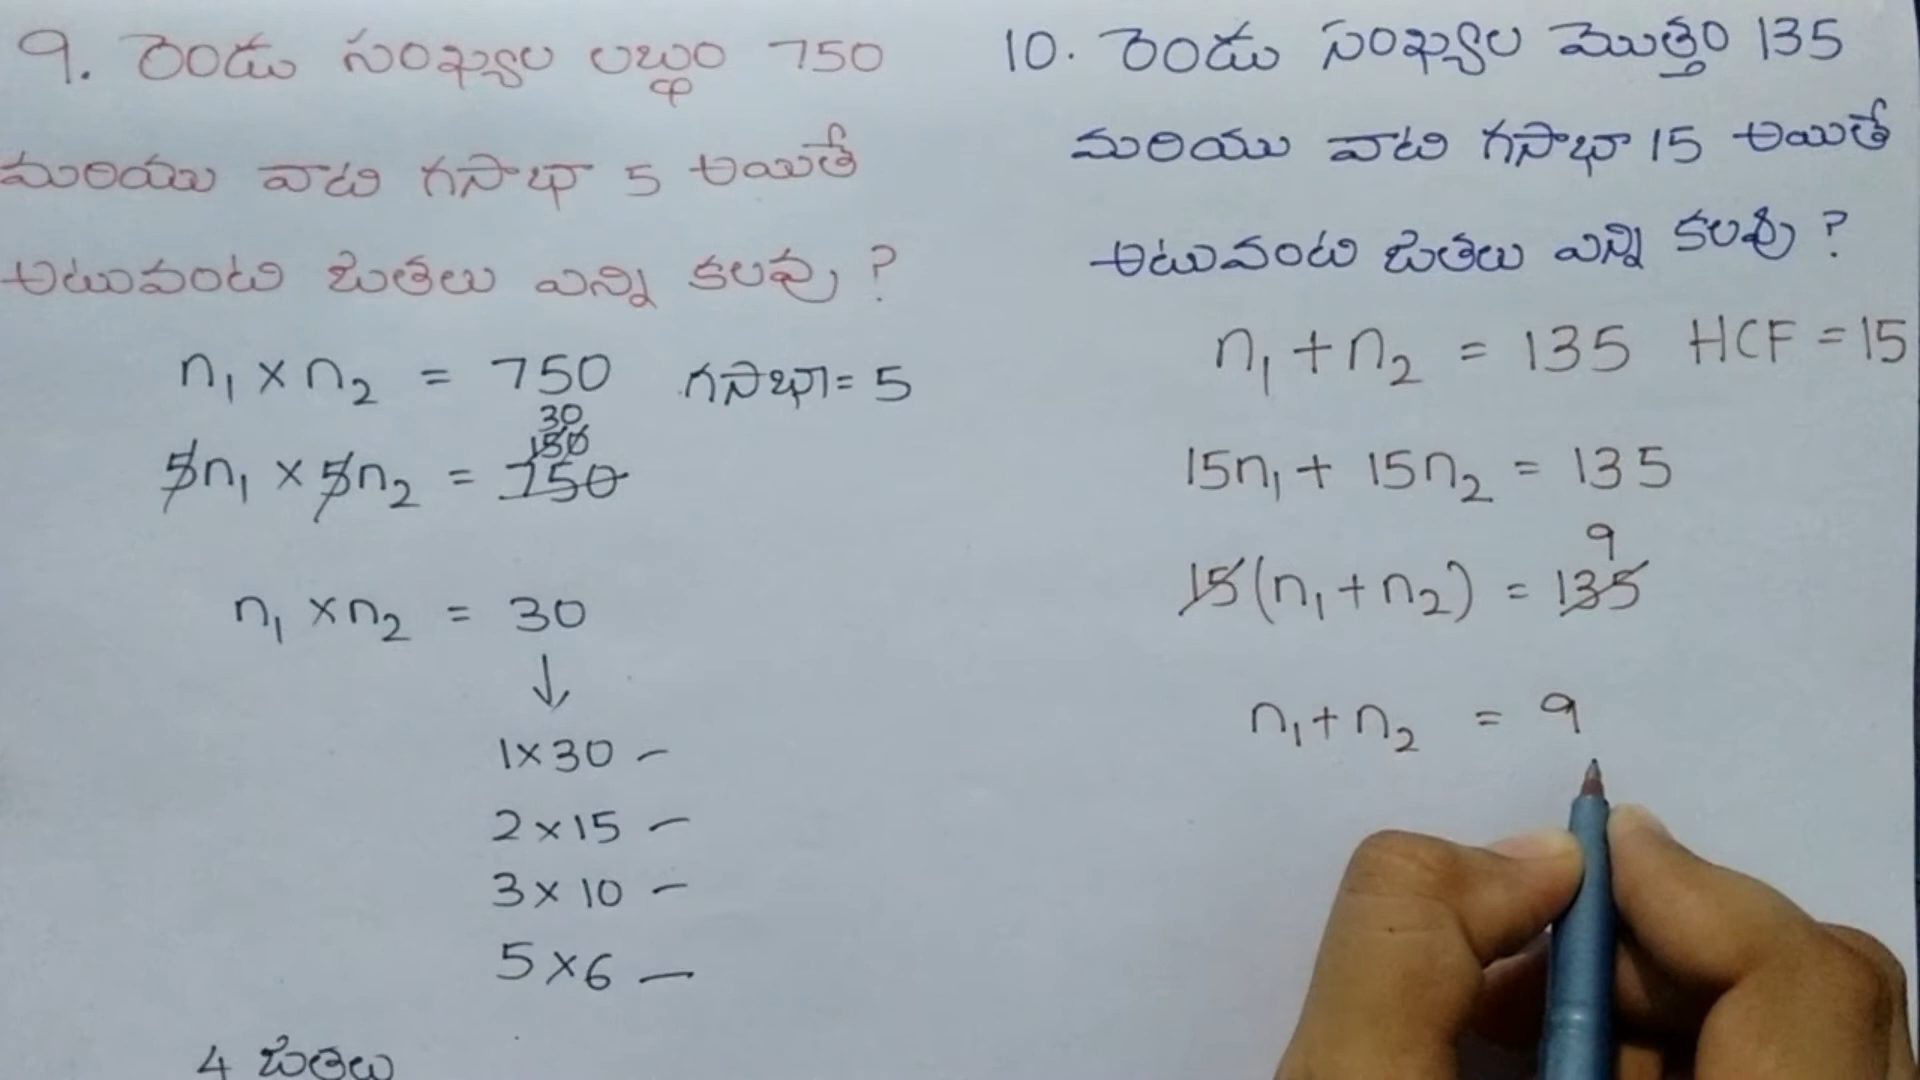 9. రెండు సంఖ్యల లబ్ధం 750
మరియు వాటి గసాభా 5 అయితే
అటువంటి జతలు ఎన్ని కలవు ?
n₁ × n₂ = 750 గసాభా = 5
30
150
5n₁ × 5n₂ = 750
n₁ × n₂ = 30
↓
1 × 30 –
2 × 15 –
3 × 10 –
5 × 6 –
4 జతలు
10. రెండు సంఖ్యల మొత్తం 135
మరియు వాటి గసాభా 15 అయితే
అటువంటి జతలు ఎన్ని కలవు ?
n₁ + n₂ = 135 HCF = 15
15n₁ + 15n₂ = 135
9
15(n₁ + n₂) = 135
n₁ + n₂ = 9